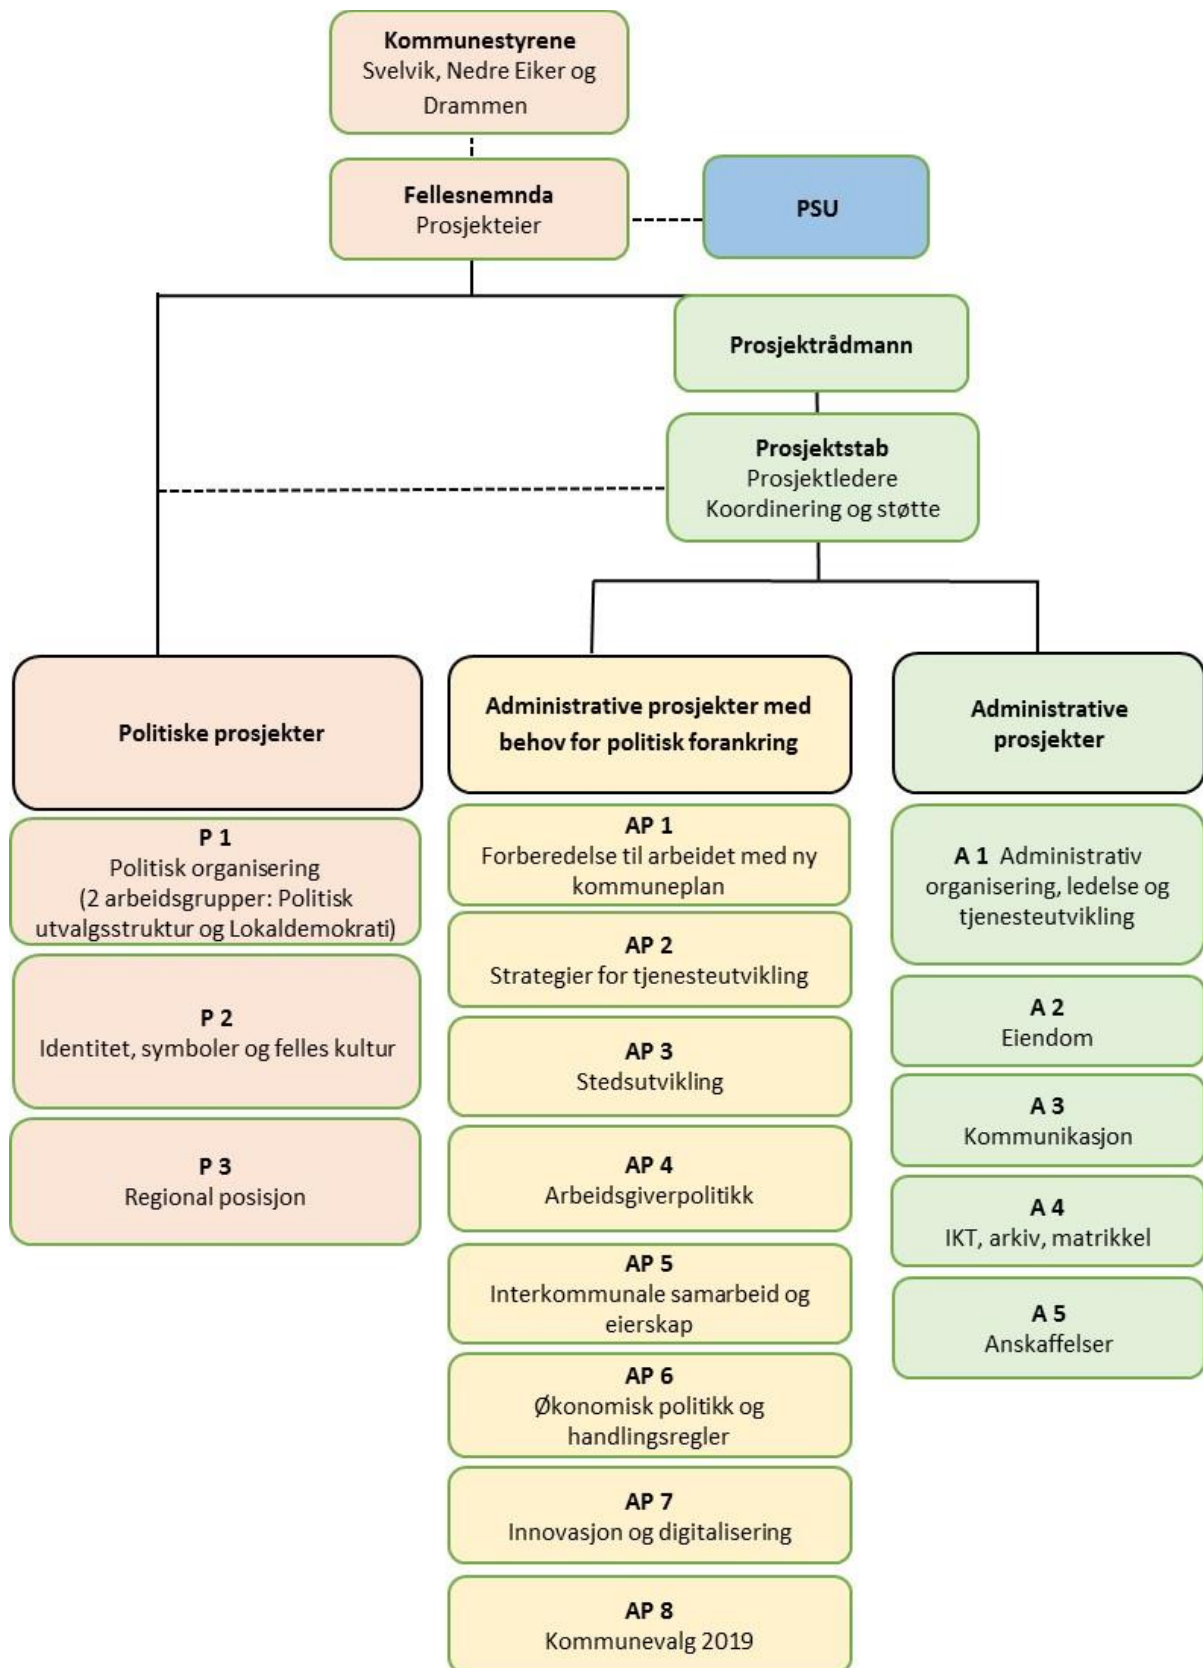 Kommunestyrene
Svelvik, Nedre Eiker og
Drammen
Fellesnemnda
Prosjekteier
PSU
Prosjektrådmann
Prosjektstab
Prosjektledere
Koordinering og støtte
Politiske prosjekter
P 1
Politisk organisering
(2 arbeidsgrupper: Politisk
utvalgsstruktur og Lokaldemokrati)
P 2
Identitet, symboler og felles kultur
P 3
Regional posisjon
Administrative prosjekter med
behov for politisk forankring
AP 1
Forberedelse til arbeidet med ny
kommuneplan
AP 2
Strategier for tjenesteutvikling
AP 3
Stedsutvikling
AP 4
Arbeidsgiverpolitikk
AP 5
Interkommunale samarbeid og
eierskap
AP 6
Økonomisk politikk og
handlingsregler
AP 7
Innovasjon og digitalisering
AP 8
Kommunevalg 2019
Administrative
prosjekter
A 1 Administrativ
organisering, ledelse og
tjenesteutvikling
A 2
Eiendom
A 3
Kommunikasjon
A 4
IKT, arkiv, matrikkel
A 5
Anskaffelser